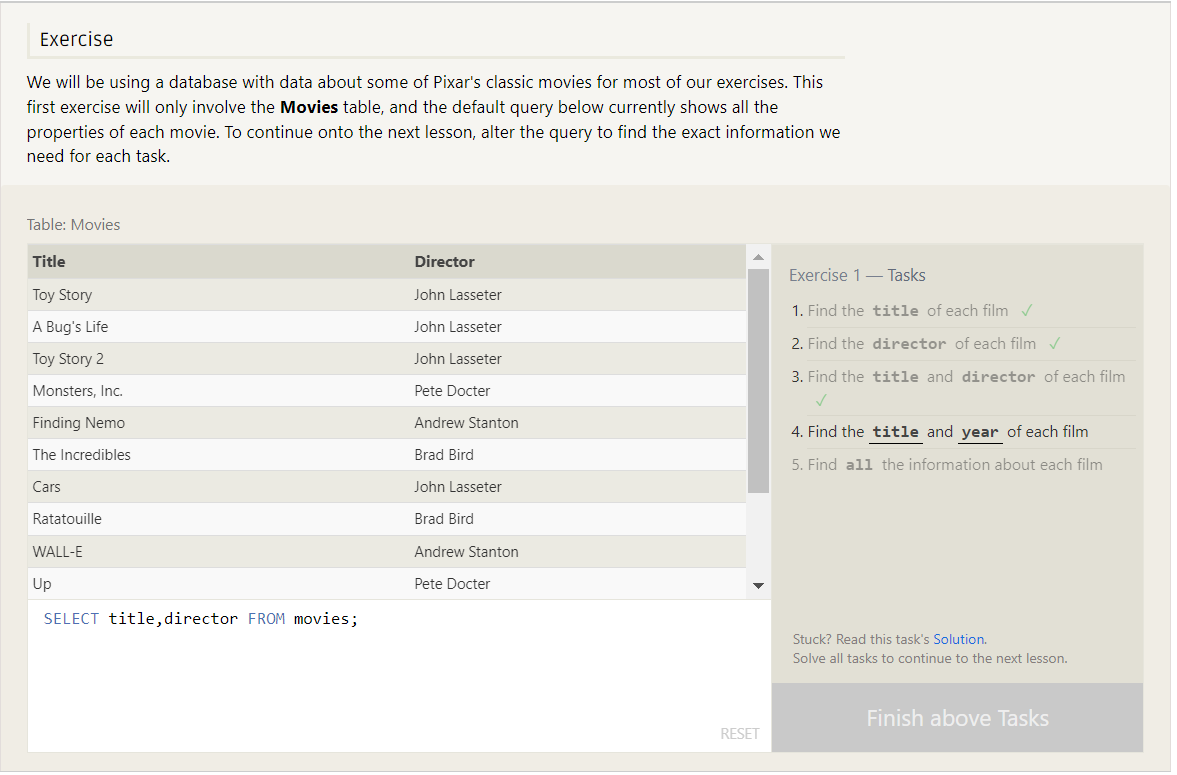 Exercise
We will be using a database with data about some of Pixar's classic movies for most of our exercises. This
first exercise will only involve the Movies table, and the default query below currently shows all the
properties of each movie. To continue onto the next lesson, alter the query to find the exact information we
need for each task.
Table: Movies
Title Director
Toy Story John Lasseter
A Bug's Life John Lasseter
Toy Story 2 John Lasseter
Monsters, Inc. Pete Docter
Finding Nemo Andrew Stanton
The Incredibles Brad Bird
Cars John Lasseter
Ratatouille Brad Bird
WALL-E Andrew Stanton
Up Pete Docter
SELECT title,director FROM movies;
RESET
Exercise 1 — Tasks
1. Find the title of each film ✓
2. Find the director of each film ✓
3. Find the title and director of each film
✓
4. Find the title and year of each film
5. Find all the information about each film
Stuck? Read this task's Solution.
Solve all tasks to continue to the next lesson.
Finish above Tasks